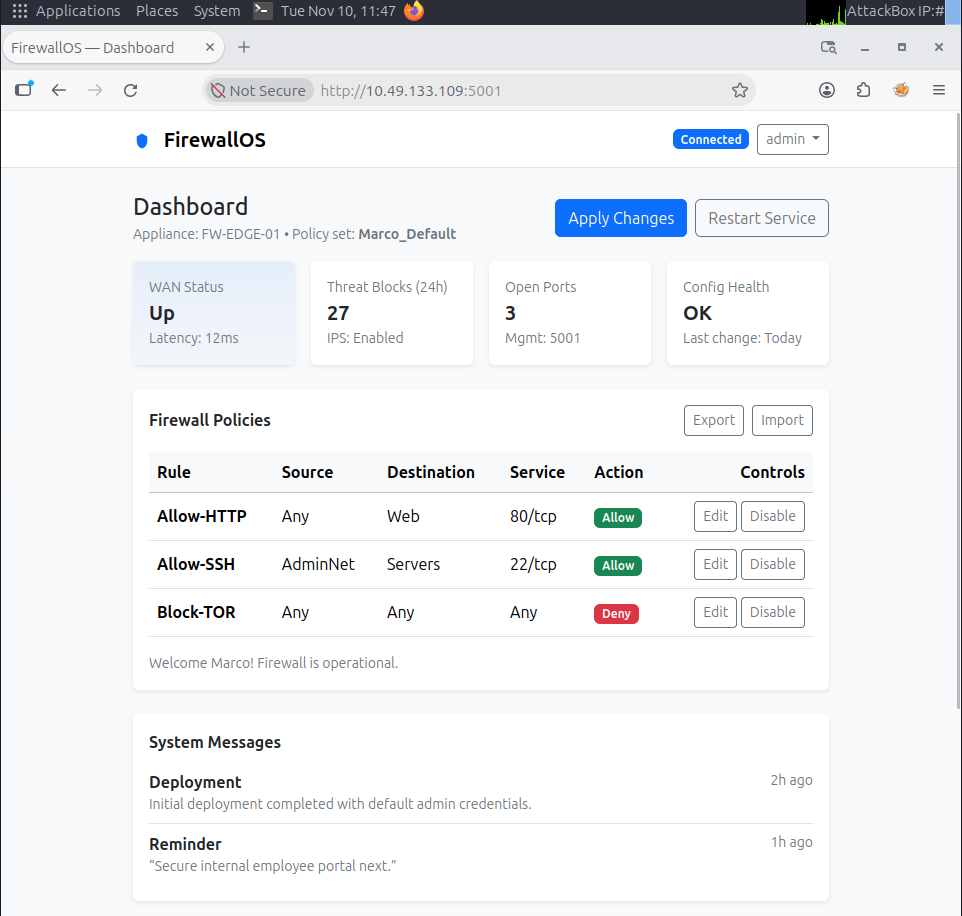 Applications Places System Tue Nov 10, 11:47 AttackBox IP:#
FirewallOS — Dashboard
Not Secure http://10.49.133.109:5001
FirewallOS Connected admin
Dashboard
Appliance: FW-EDGE-01 • Policy set: Marco_Default
Apply Changes Restart Service
WAN Status
Up
Latency: 12ms
Threat Blocks (24h)
27
IPS: Enabled
Open Ports
3
Mgmt: 5001
Config Health
OK
Last change: Today
Firewall Policies Export Import
Rule Source Destination Service Action Controls
Allow-HTTP Any Web 80/tcp Allow Edit Disable
Allow-SSH AdminNet Servers 22/tcp Allow Edit Disable
Block-TOR Any Any Any Deny Edit Disable
Welcome Marco! Firewall is operational.
System Messages
Deployment 2h ago
Initial deployment completed with default admin credentials.
Reminder 1h ago
“Secure internal employee portal next.”